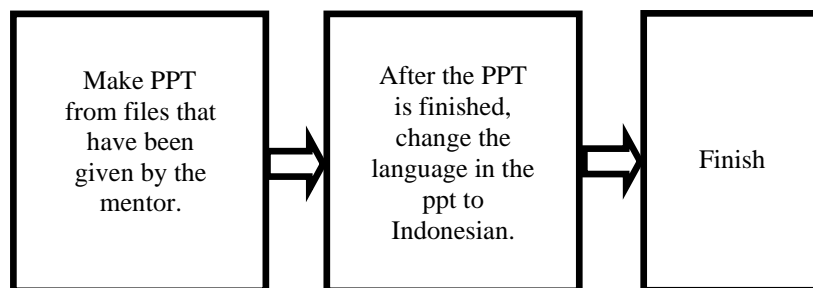 Make PPT
from files that
have been
given by the
mentor.
After the PPT
is finished,
change the
language in the
ppt to
Indonesian.
Finish